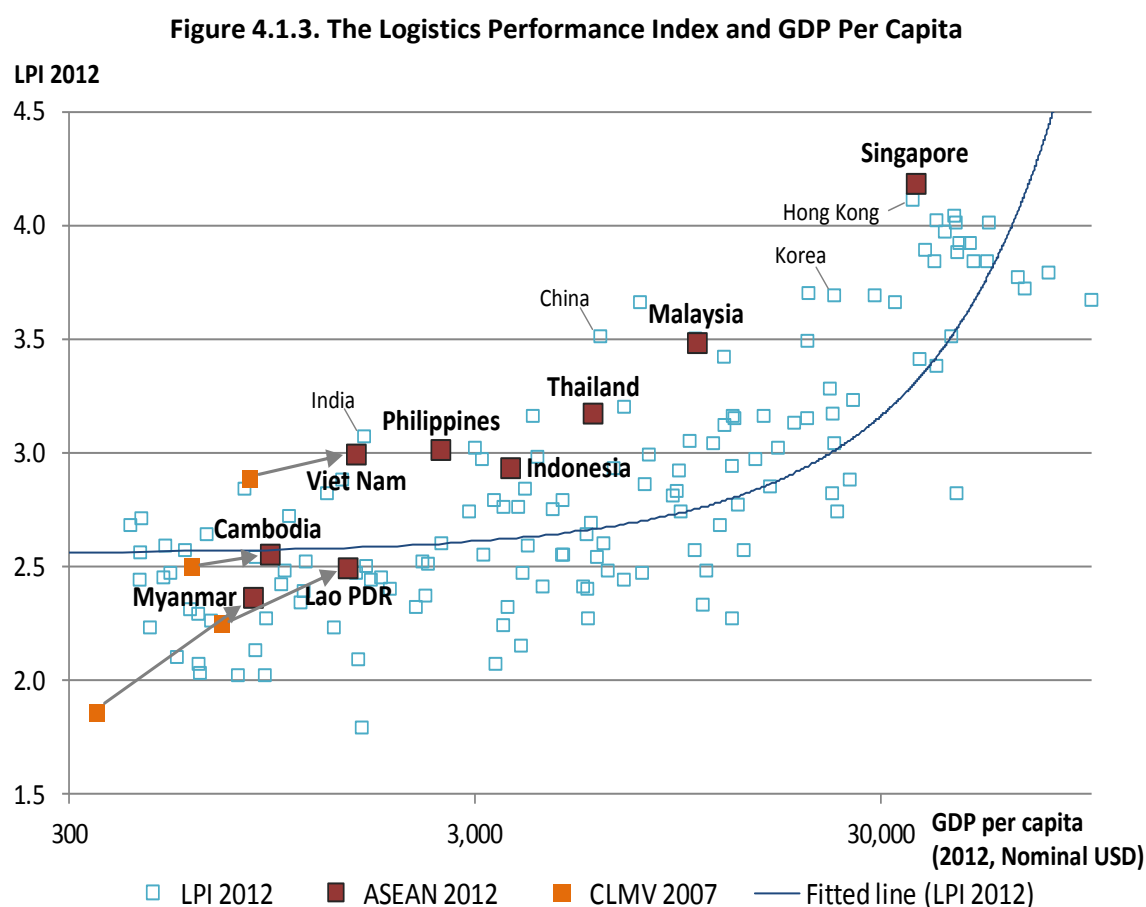 Figure 4.1.3. The Logistics Performance Index and GDP Per Capita
LPI 2012
4.5
Singapore
4.0
Hong Kong
Korea
China
Malaysia
3.5
Thailand
India
Philippines
3.0
Indonesia
Viet Nam
Cambodia
2.5
Myanmar
Lao PDR
2.0
1.5
300
3,000
30,000
GDP per capita
(2012, Nominal USD)
LPI 2012
ASEAN 2012
CLMV 2007
Fitted line (LPI 2012)